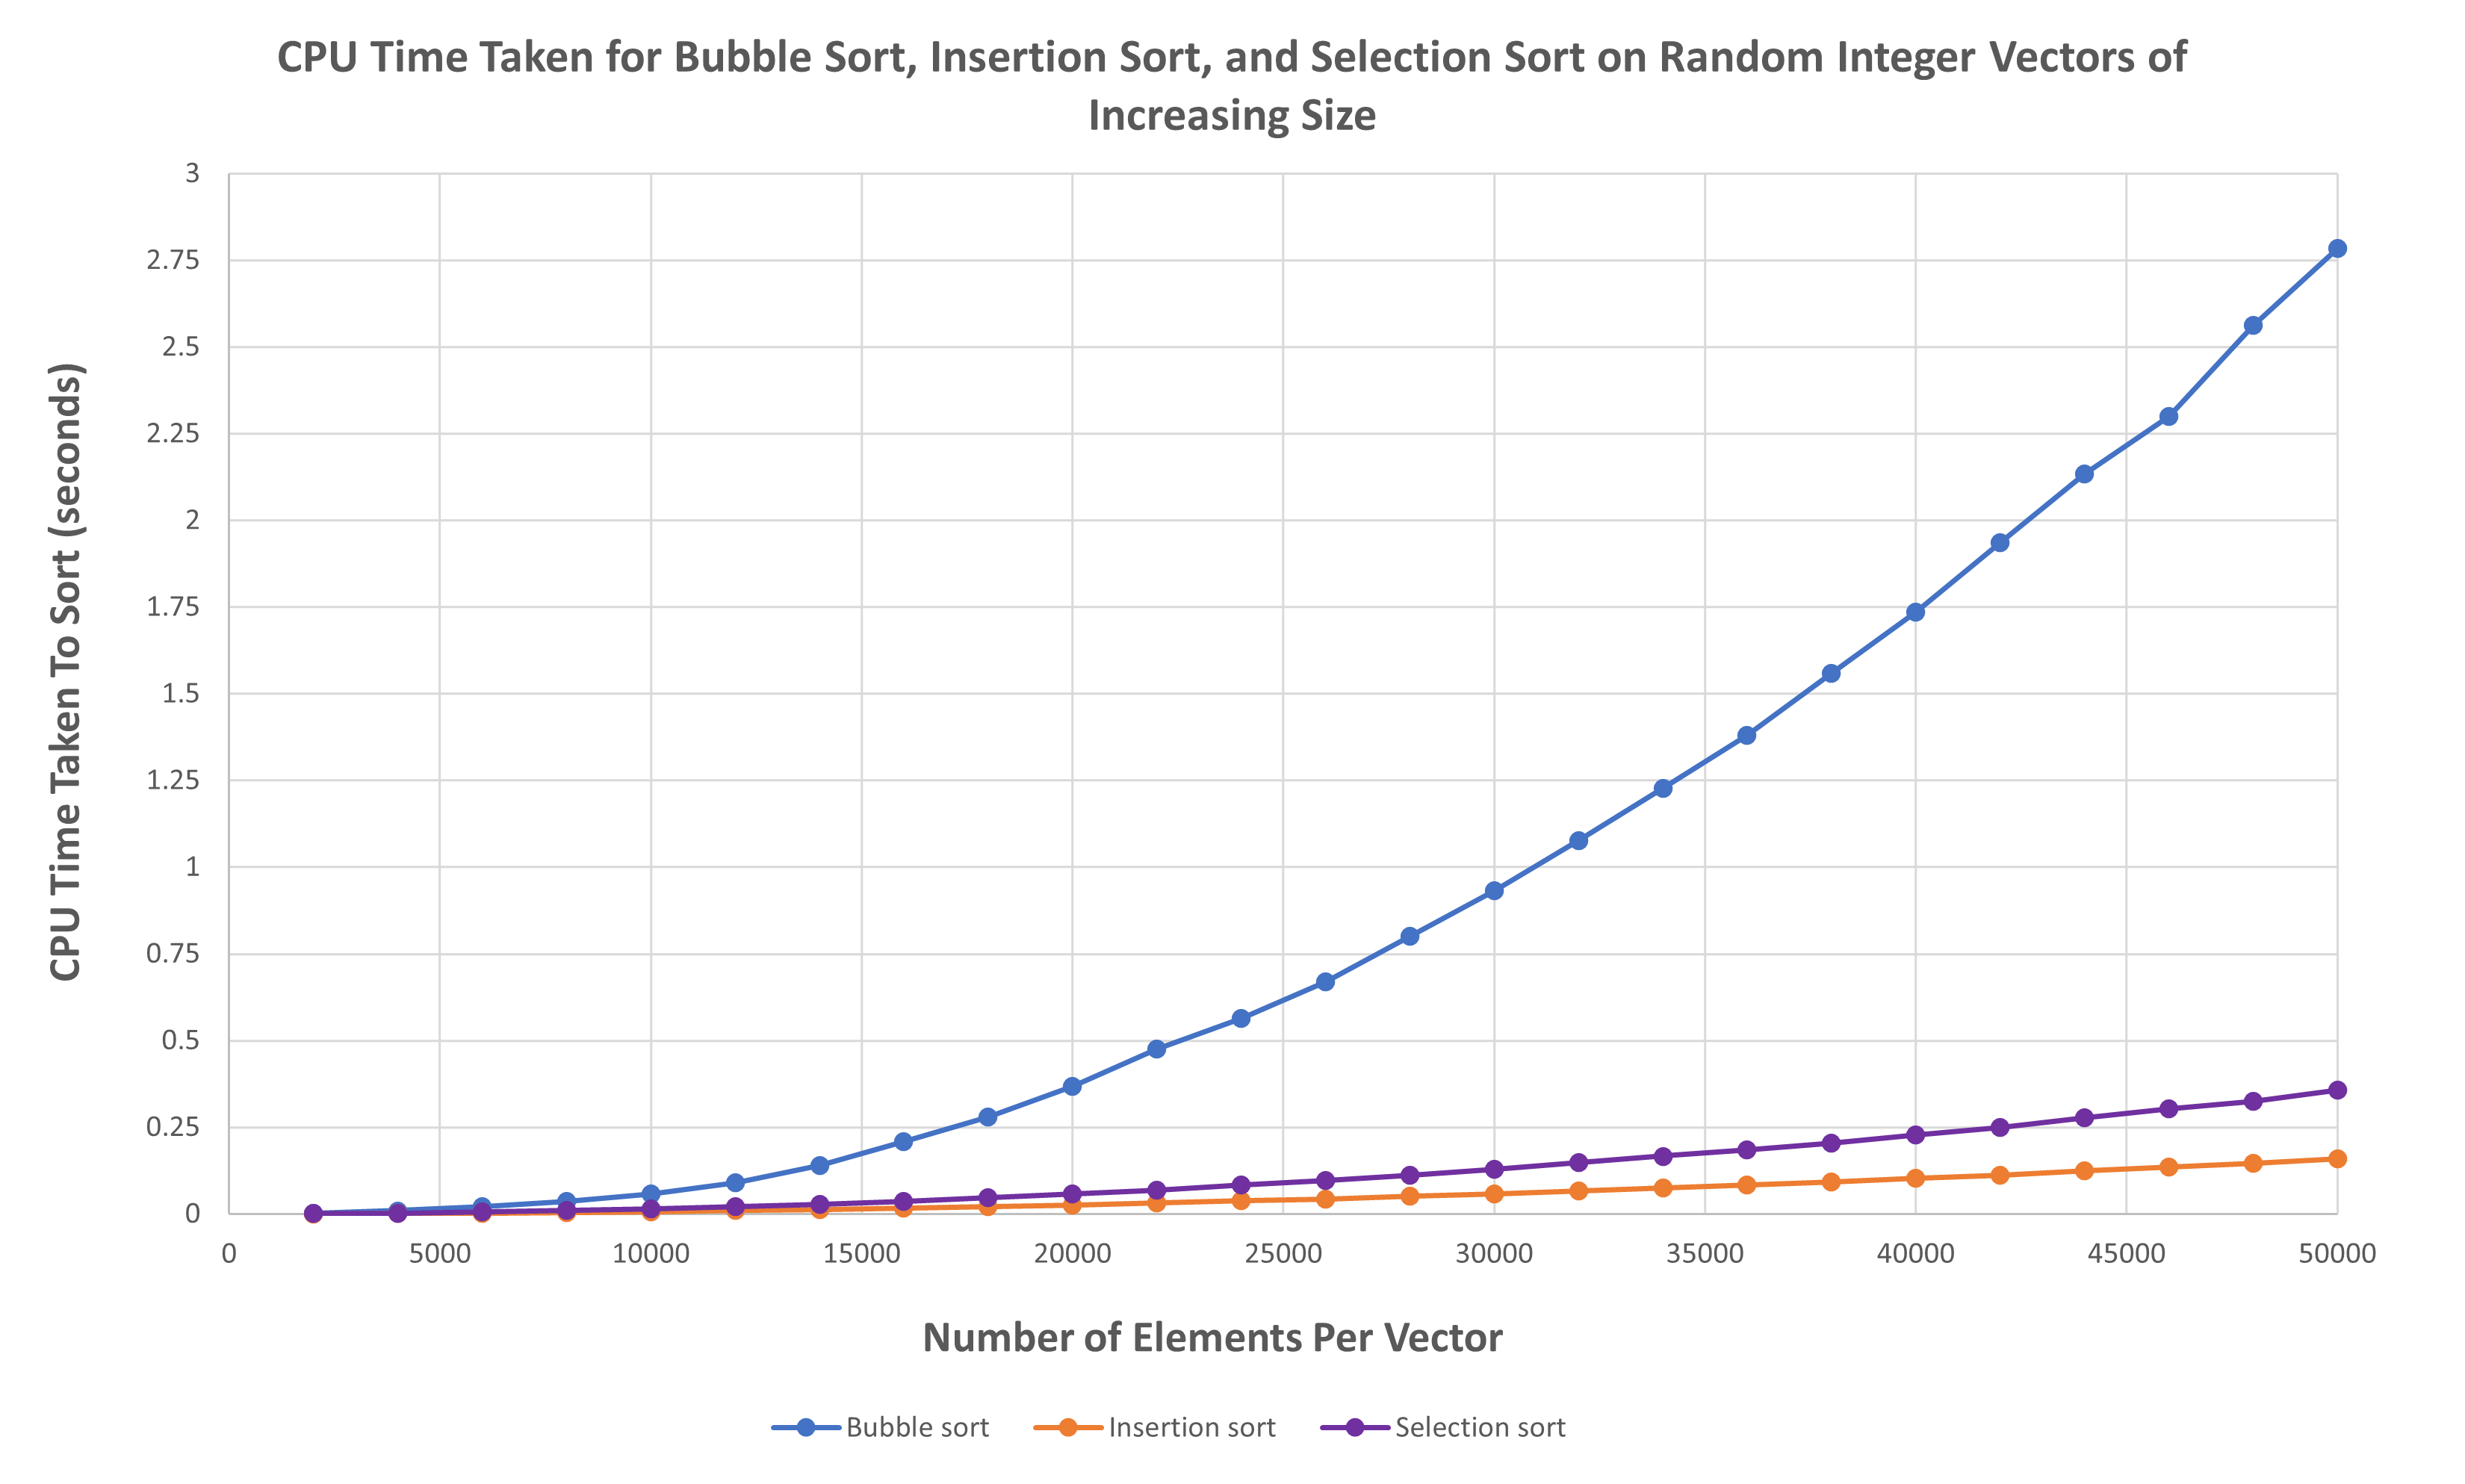 CPU Time Taken for Bubble Sort, Insertion Sort, and Selection Sort on Random Integer Vectors of
Increasing Size
CPU Time Taken To Sort (seconds)
3
2.75
2.5
2.25
2
1.75
1.5
1.25
1
0.75
0.5
0.25
0
0 5000 10000 15000 20000 25000 30000 35000 40000 45000 50000
Number of Elements Per Vector
Bubble sort Insertion sort Selection sort